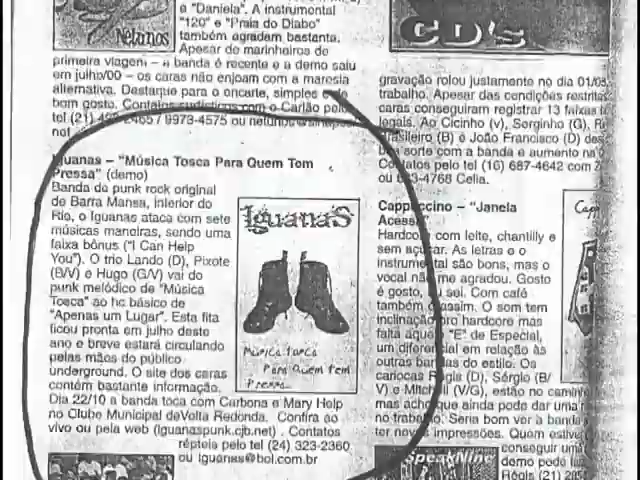 a "Daniela". A instrumental
"120" e "Praia do Diabo"
também agradam bastante.
Apesar de marinheiros de
primeira viagem – a banda é recente e a demo saiu
em julho/00 – os caras não enjoam com a maresia
alternativa. Destaque para o encarte, simples e de
bom gosto. Contatos com o Carlão pelo
tel (21) / 9973-4575 ou
net
Netunos
Iguanas – "Música Tosca Para Quem Tem
Pressa" (demo)
Banda de punk rock original
de Barra Mansa, interior do
Rio, o Iguanas ataca com sete
músicas maneiras, sendo uma
faixa bônus ("I Can Help
You"). O trio Lando (D), Pixote
(B/V) e Hugo (G/V) vai do
punk melódico de "Música
Tosca" ao hc básico de
"Apenas um Lugar". Esta fita
ficou pronta em julho deste
ano e breve estará circulando
pelas mãos do público
underground. O site dos caras
contém bastante informação.
Dia 22/10 a banda toca com Carbona e Mary Help
no Clube Municipal deVolta Redonda. Confira ao
vivo ou pela web (iguanaspunk.cjb.net) . Contatos
répteis pelo tel (24) 323-2360
ou iguanas@bol.com.br
IguanaS
Música tosca
Para Quem tem
Pressa
CD's
gravação rolou justamente no dia 01/0
trabalho. Apesar das condições
caras conseguiram registrar 13 faixas
legais. Ao Cicinho (v), Serginho (G),
Brasileiro (B) e João Francisco (D)
boa sorte com a banda e aumento na
Contatos pelo tel (16) 687-4642 com
ou 633-4766 Celia.
Cappuccino – "Janela
Acesa"
Hardcore com leite, chantilly e
sem açúcar. As letras e o
instrumental são bons, mas o
vocal não me agradou. Gosto
é gosto, eu sei. Com café
também é assim. O som tem
inclinação pro hardcore mas
falta aquele "E" de Especial,
um diferencial em relação às
outras bandas do estilo. Os
cariocas Régis (D), Sérgio (B/
V) e (V/G), estão no caminho
mas acho que ainda pode dar uma
no trabalho. Seria bom ver a banda
ter novas impressões. Quem estiver
conseguir uma
demo pode
Régis (21)
SpeakNine